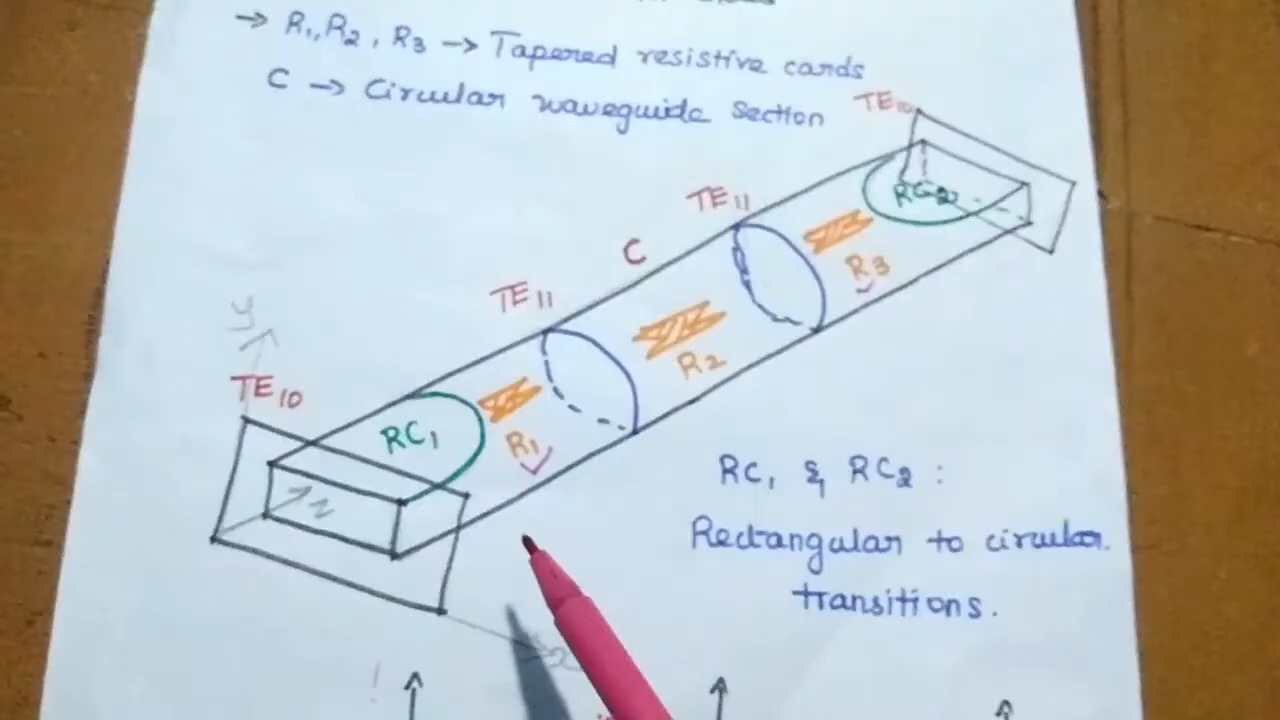 → R1, R2, R3 → Tapered resistive cards
C → Circular waveguide Section
TE10
TE11
C
TE11
TE10
RC2
R3
R2
RC1
R1
y
z
x
RC1 & RC2 :
Rectangular to circular.
transitions.